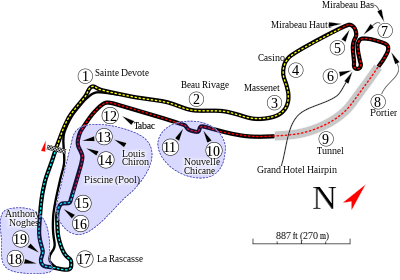 Mirabeau Bas
Mirabeau Haute
7
5
Casino
4
6
1
Sainte Devote
Beau Rivage
2
Massenet
3
8
Portier
12
Tabac
13
Louis
Chiron
14
11
10
Nouvelle
Chicane
9
Tunnel
Grand Hotel Hairpin
Piscine (Pool)
15
16
N
Anthony
Noghes
19
18
17
La Rascasse
887 ft (270 m)